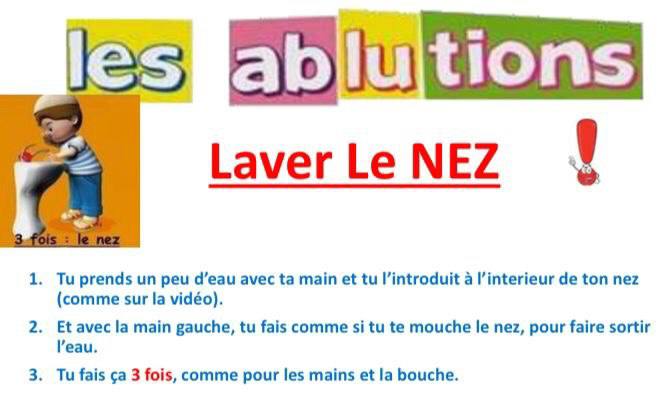 les ablutions
Laver Le NEZ
3 fois : le nez
1. Tu prends un peu d'eau avec ta main et tu l'introduit à l'interieur de ton nez
(comme sur la vidéo).
2. Et avec la main gauche, tu fais comme si tu te mouche le nez, pour faire sortir
l'eau.
3. Tu fais ça 3 fois, comme pour les mains et la bouche.